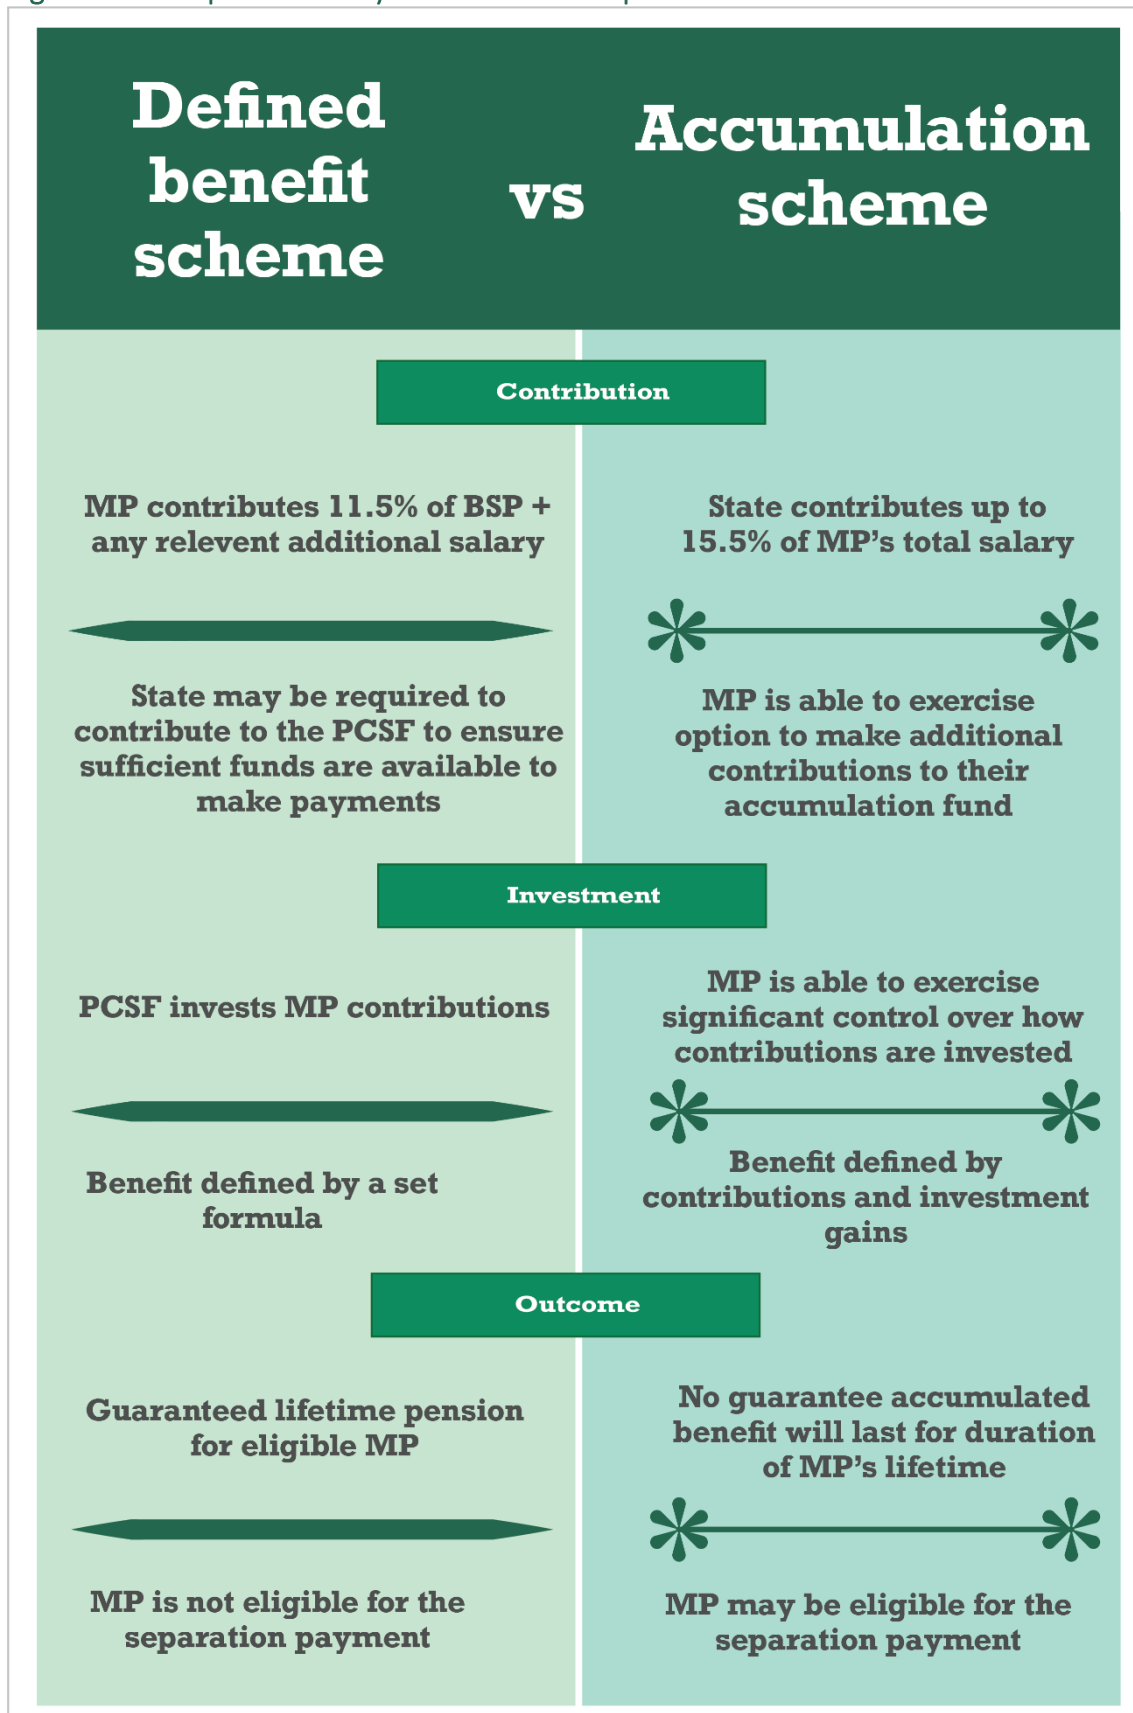 Defined
benefit
scheme
vs
Accumulation
scheme
Contribution
MP contributes 11.5% of BSP +
any relevent additional salary
State contributes up to
15.5% of MP’s total salary
State may be required to
contribute to the PCSF to ensure
sufficient funds are available to
make payments
MP is able to exercise
option to make additional
contributions to their
accumulation fund
Investment
PCSF invests MP contributions
MP is able to exercise
significant control over how
contributions are invested
Benefit defined by a set
formula
Benefit defined by
contributions and investment
gains
Outcome
Guaranteed lifetime pension
for eligible MP
No guarantee accumulated
benefit will last for duration
of MP’s lifetime
MP is not eligible for the
separation payment
MP may be eligible for the
separation payment